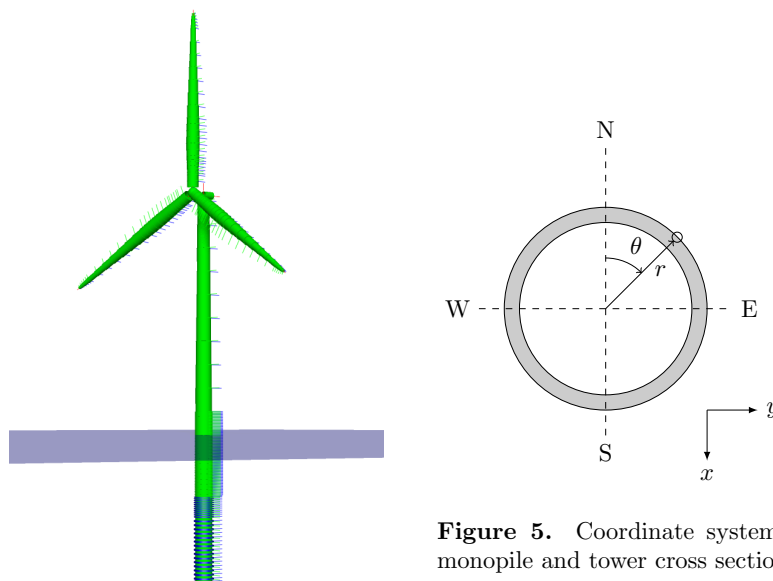 N
θ
r
W
E
y
S
x
Figure 5. Coordinate system
monopile and tower cross sectio